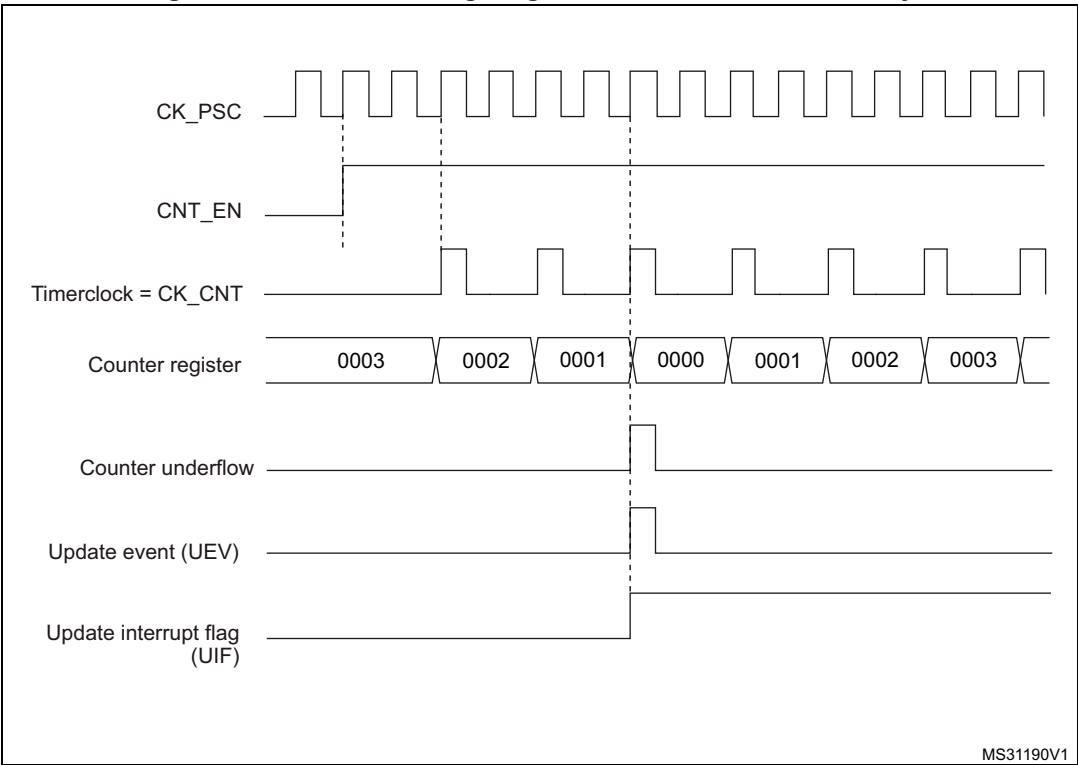 CK_PSC
CNT_EN
Timerclock = CK_CNT
Counter register
0003
0002
0001
0000
0001
0002
0003
Counter underflow
Update event (UEV)
Update interrupt flag
(UIF)
MS31190V1